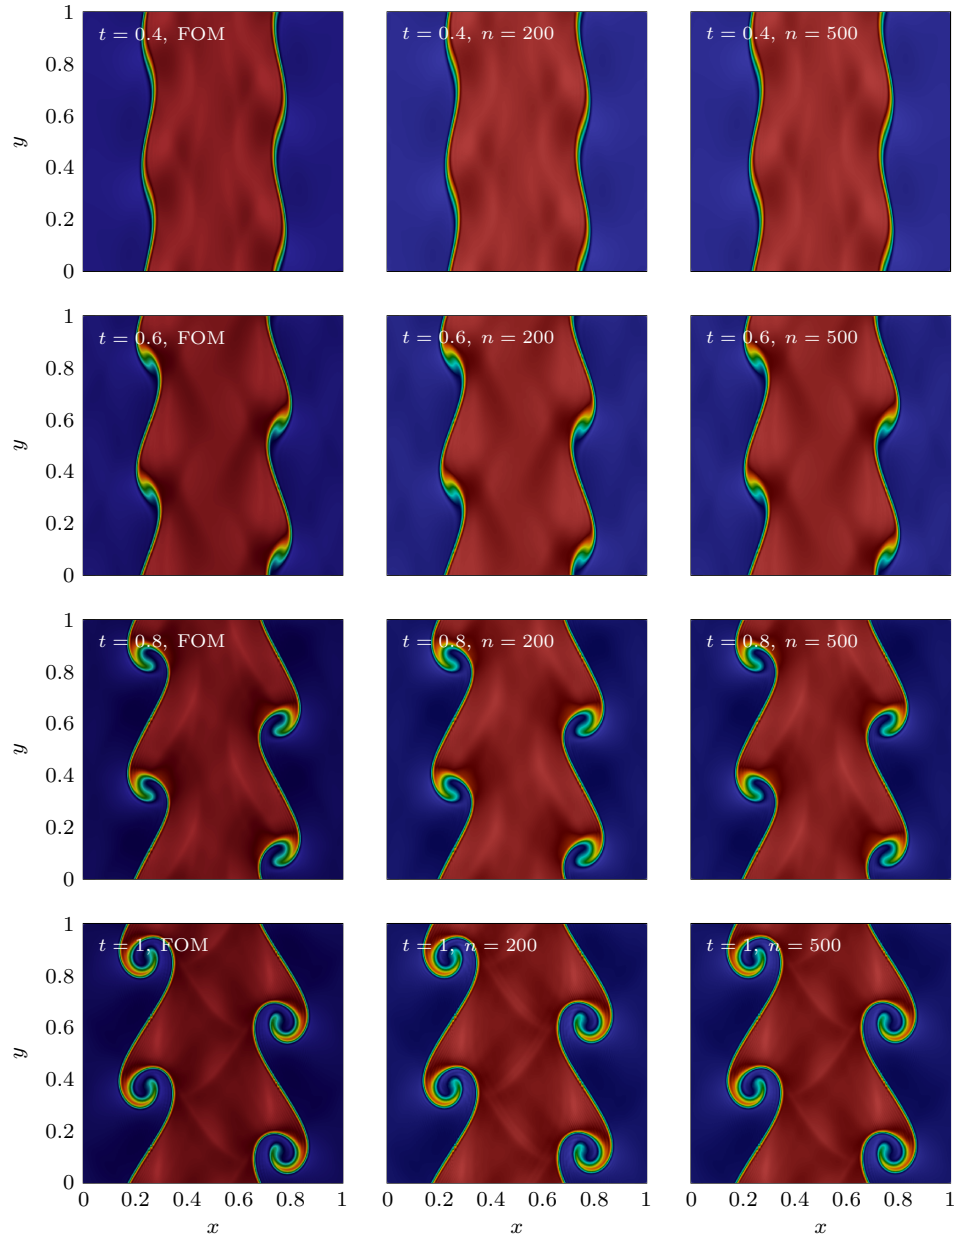 1
t = 0.4, FOM
t = 0.4, n = 200
t = 0.4, n = 500
0.8
0.6
y
0.4
0.2
0
1
t = 0.6, FOM
t = 0.6, n = 200
t = 0.6, n = 500
0.8
0.6
y
0.4
0.2
0
1
t = 0.8, FOM
t = 0.8, n = 200
t = 0.8, n = 500
0.8
0.6
y
0.4
0.2
0
1
t = 1, FOM
t = 1, n = 200
t = 1, n = 500
0.8
0.6
y
0.4
0.2
0
0 0.2 0.4 0.6 0.8 1
0 0.2 0.4 0.6 0.8 1
0 0.2 0.4 0.6 0.8 1
x
x
x